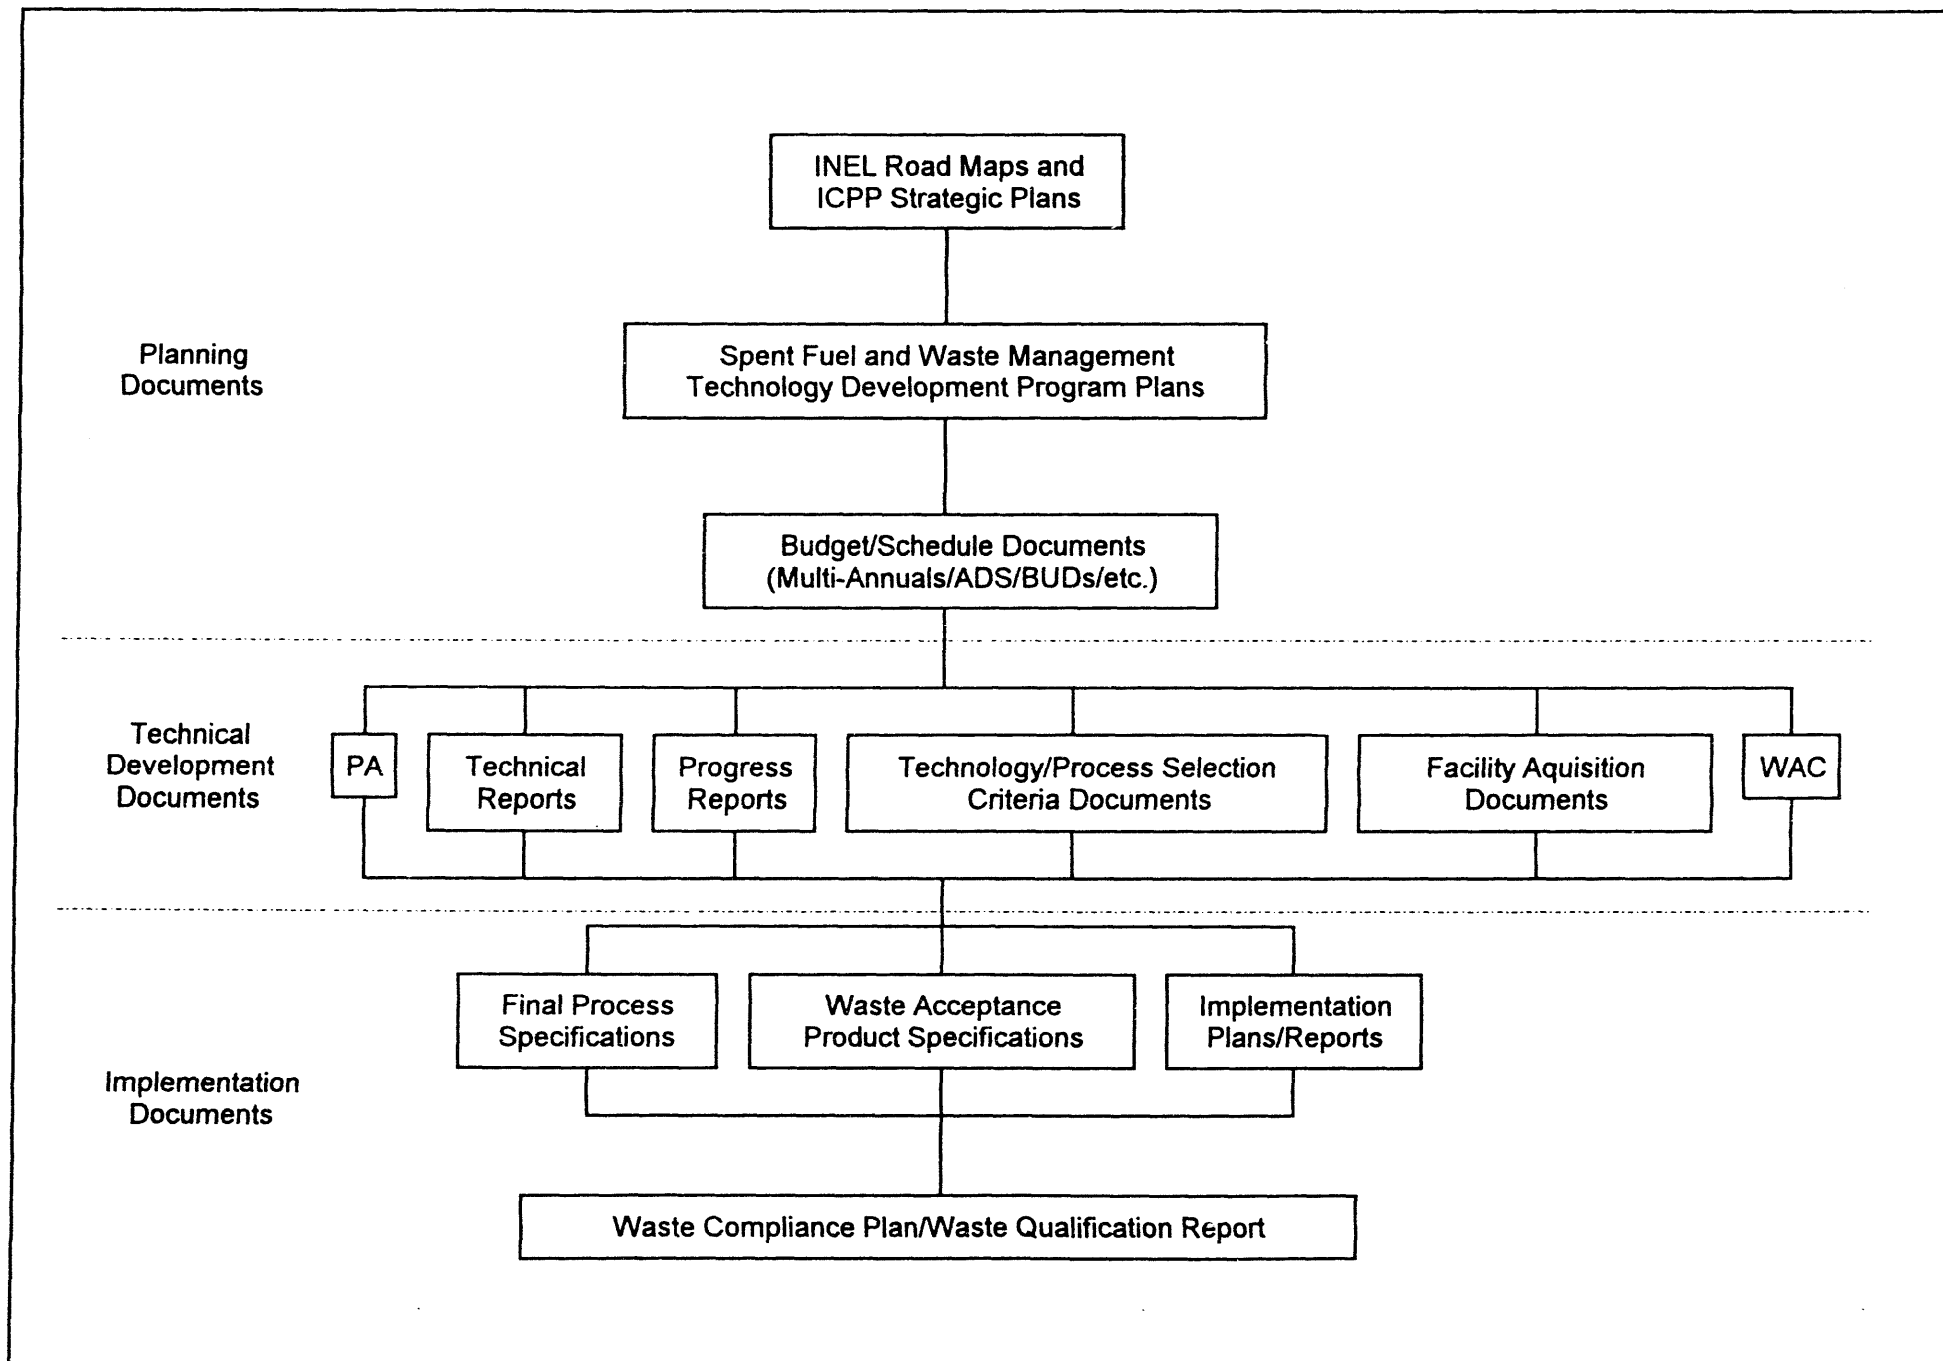 INEL Road Maps and
ICPP Strategic Plans
Planning
Documents
Spent Fuel and Waste Management
Technology Development Program Plans
Budget/Schedule Documents
(Multi-Annuals/ADS/BUDs/etc.)
Technical
Development
Documents
PA
Technical
Reports
Progress
Reports
Technology/Process Selection
Criteria Documents
Facility Aquisition
Documents
WAC
Final Process
Specifications
Waste Acceptance
Product Specifications
Implementation
Plans/Reports
Implementation
Documents
Waste Compliance Plan/Waste Qualification Report